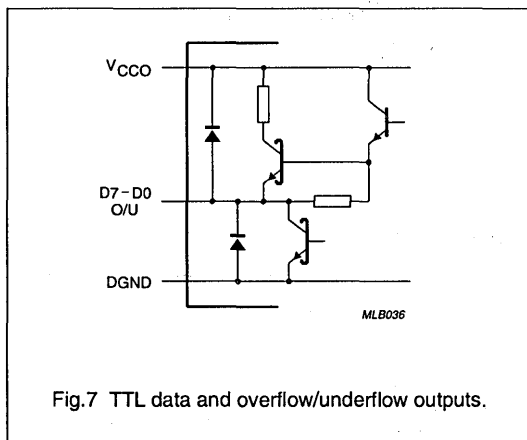 VCCO
D7-D0
O/U
DGND
MLB036
Fig.7 TTL data and overflow/underflow outputs.